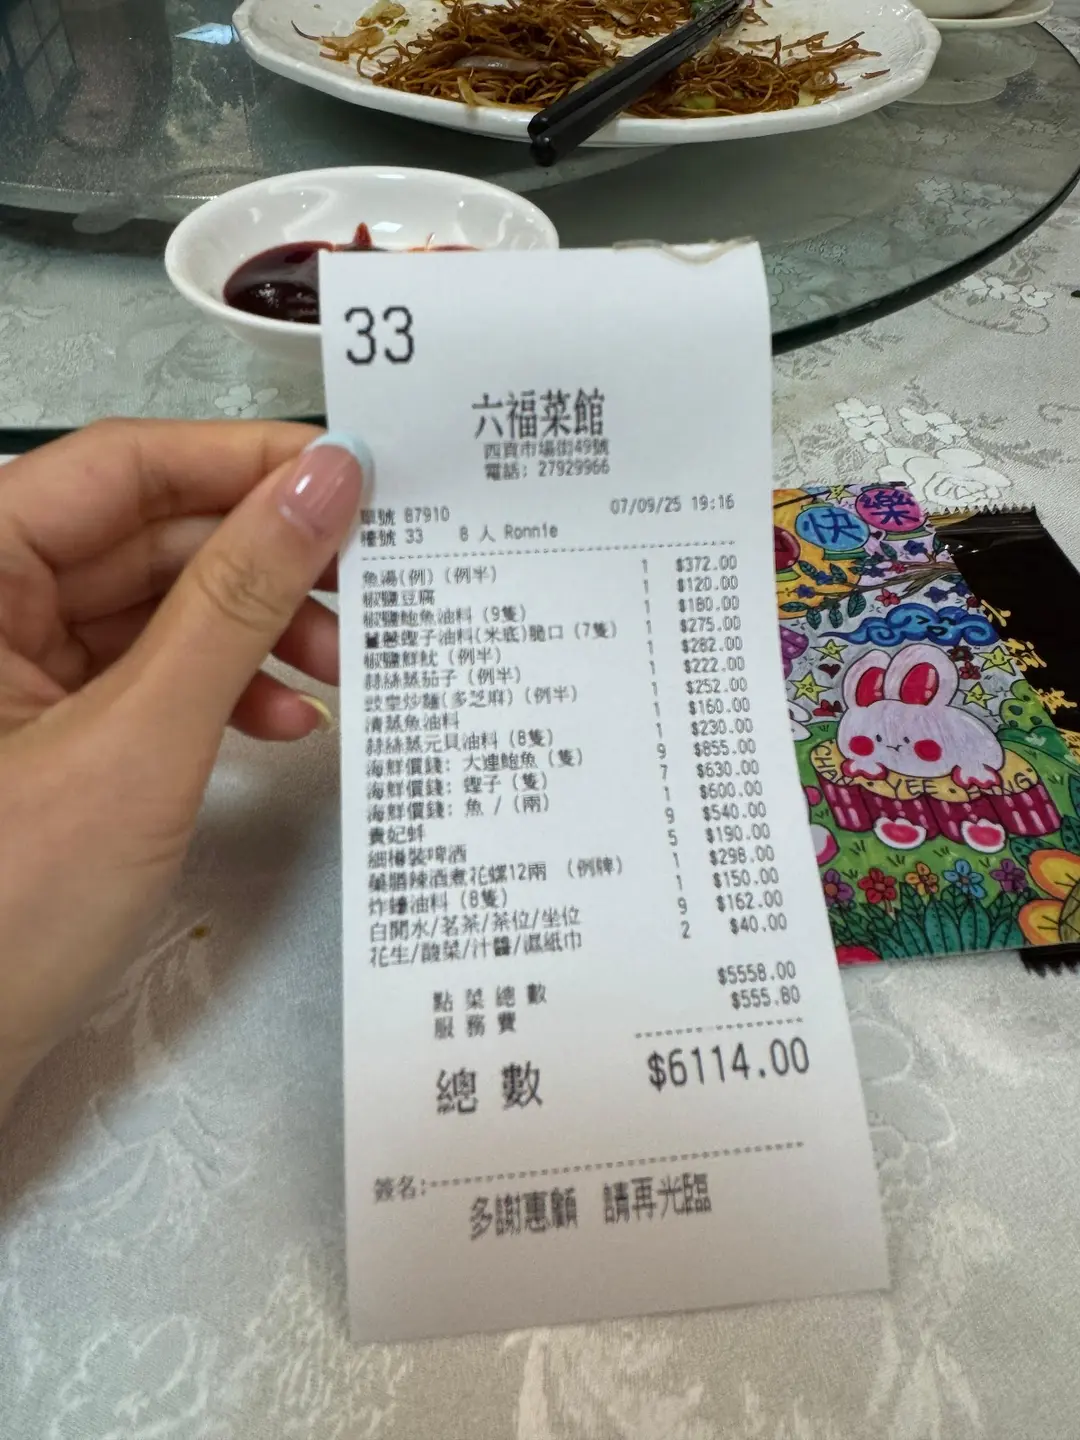 33
六福菜館
西貢市場街49號
電話: 27929966
單號 87910 07/09/25 19:16
檯號 33 8 人 Ronnie
魚湯(例) (例半) 1 $372.00
椒鹽豆腐 1 $120.00
椒鹽鮑魚油料 (9隻) 1 $180.00
薑蔥蟶子油料(米底)脆口 (7隻) 1 $275.00
椒鹽鮮魷 (例半) 1 $282.00
蒜絲蒸茄子 (例半) 1 $222.00
豉皇炒麵(多芝麻) (例半) 1 $252.00
清蒸魚油料 1 $160.00
蒜絲蒸元貝油料 (8隻) 1 $230.00
海鮮價錢: 大連鮑魚 (隻) 9 $855.00
海鮮價錢: 蟶子 (隻) 7 $630.00
海鮮價錢: 魚 / (兩) 1 $600.00
貴妃蚌 9 $540.00
細樽裝啤酒 5 $190.00
藥膳辣酒煮花螺12兩 (例牌) 1 $298.00
炸蠔油料 (8隻) 1 $150.00
白開水/茗茶/茶位/坐位 9 $162.00
花生/酸菜/汁醬/濕紙巾 2 $40.00
點菜總數 $5558.00
服務費 $555.80
總數 $6114.00
簽名:
多謝惠顧 請再光臨
快樂
CHAN YEE